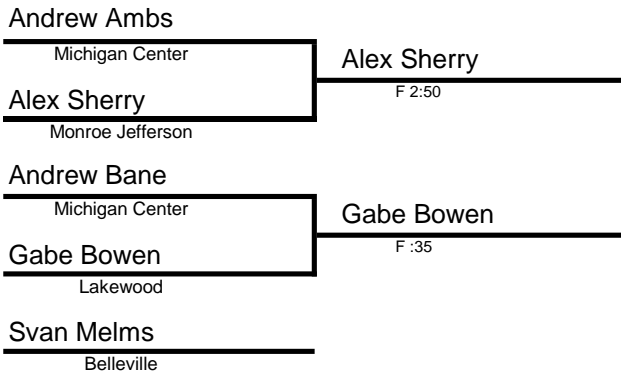 Andrew Ambs
Michigan Center
Alex Sherry
F 2:50
Alex Sherry
Monroe Jefferson
Andrew Bane
Michigan Center
Gabe Bowen
F :35
Gabe Bowen
Lakewood
Svan Melms
Belleville